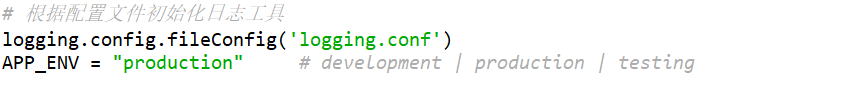 # 根据配置文件初始化日志工具
logging.config.fileConfig('logging.conf')
APP_ENV = "production"     # development | production | testing